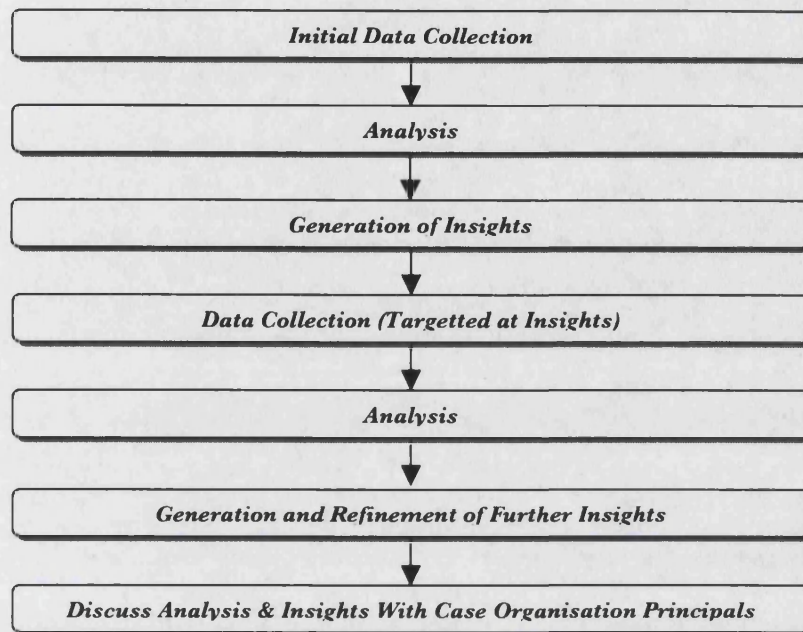 Initial Data Collection
Analysis
Generation of Insights
Data Collection (Targetted at Insights)
Analysis
Generation and Refinement of Further Insights
Discuss Analysis & Insights With Case Organisation Principals